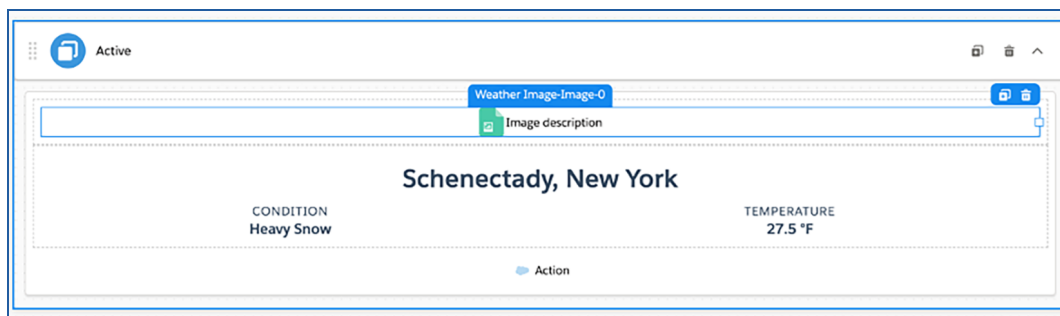 Active
Weather Image-Image-0
Image description
Schenectady, New York
CONDITION TEMPERATURE
Heavy Snow 27.5 °F
Action